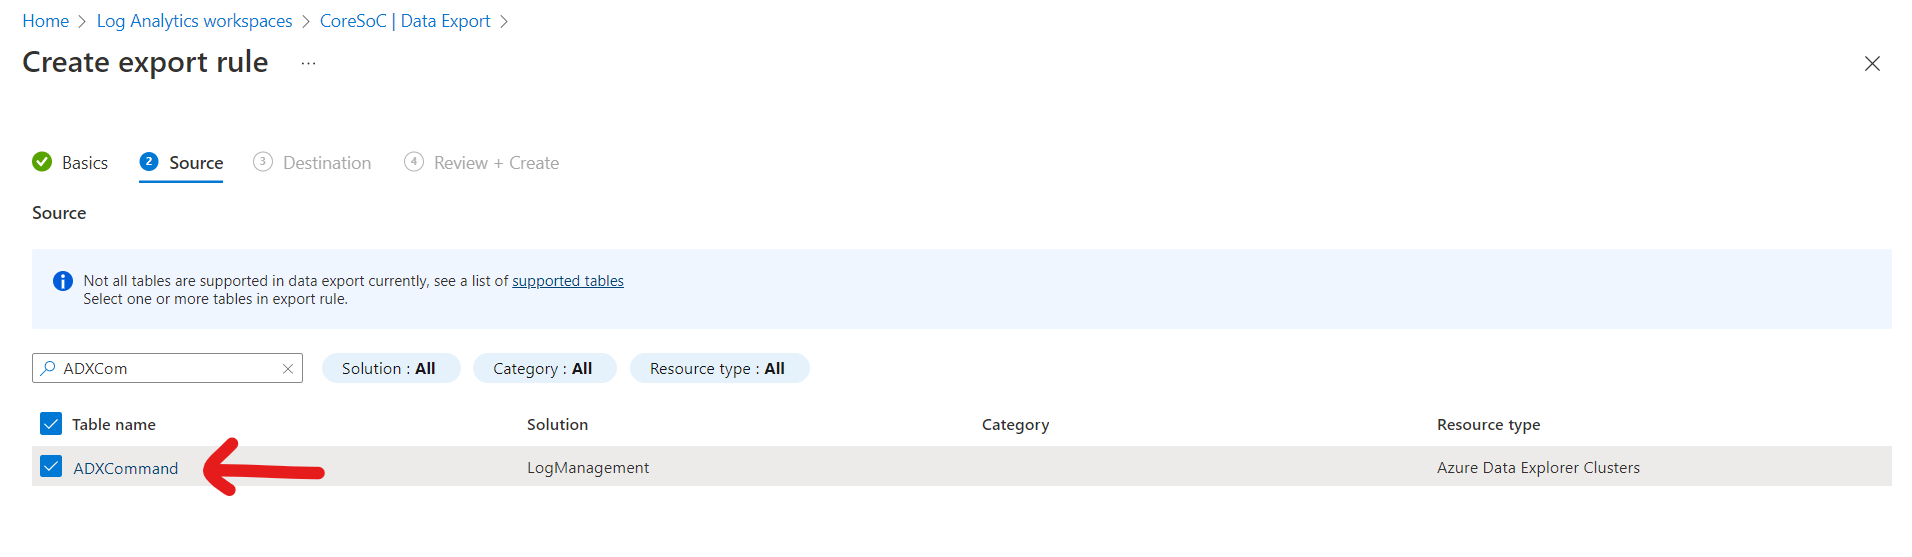 Home > Log Analytics workspaces > CoreSoC | Data Export >
Create export rule ...
Basics 2 Source 3 Destination 4 Review + Create
Source
Not all tables are supported in data export currently, see a list of supported tables
Select one or more tables in export rule.
ADXCom Solution : All Category : All Resource type : All
Table name Solution Category Resource type
ADXCommand LogManagement Azure Data Explorer Clusters